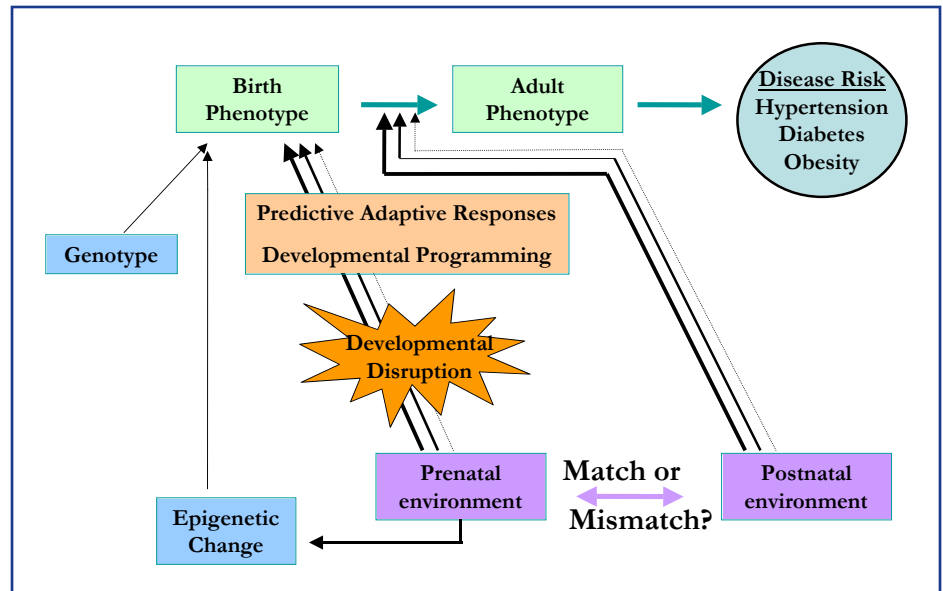 Birth
Phenotype
Adult
Phenotype
Disease Risk
Hypertension
Diabetes
Obesity
Predictive Adaptive Responses
Developmental Programming
Genotype
Developmental
Disruption
Prenatal
environment
Match or
Mismatch?
Postnatal
environment
Epigenetic
Change